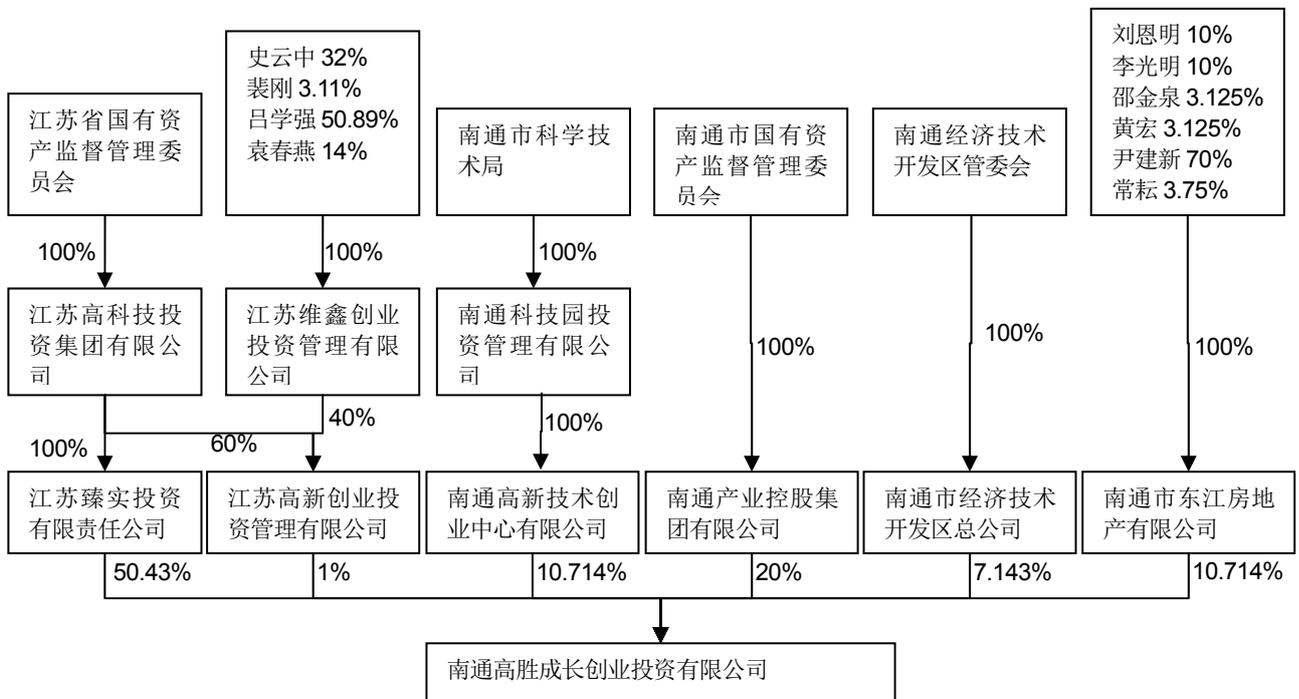 史云中 32%
裴刚 3.11%
吕学强 50.89%
袁春燕 14%
刘恩明 10%
李光明 10%
邵金泉 3.125%
黄宏 3.125%
尹建新 70%
常耘 3.75%
江苏省国有资
产监督管理委
员会
南通市科学技
术局
南通市国有资
产监督管理委
员会
南通经济技术
开发区管委会
100%
100%
100%
江苏高科技投
资集团有限公
司
江苏维鑫创业
投资管理有限
公司
南通科技园投
资管理有限公
司
100%
100%
100%
100%
60%
40%
100%
江苏臻实投资
有限责任公司
江苏高新创业投
资管理有限公司
南通高新技术创
业中心有限公司
南通产业控股集
团有限公司
南通市经济技术
开发区总公司
南通市东江房地
产有限公司
50.43%
1%
10.714%
20%
7.143%
10.714%
南通高胜成长创业投资有限公司